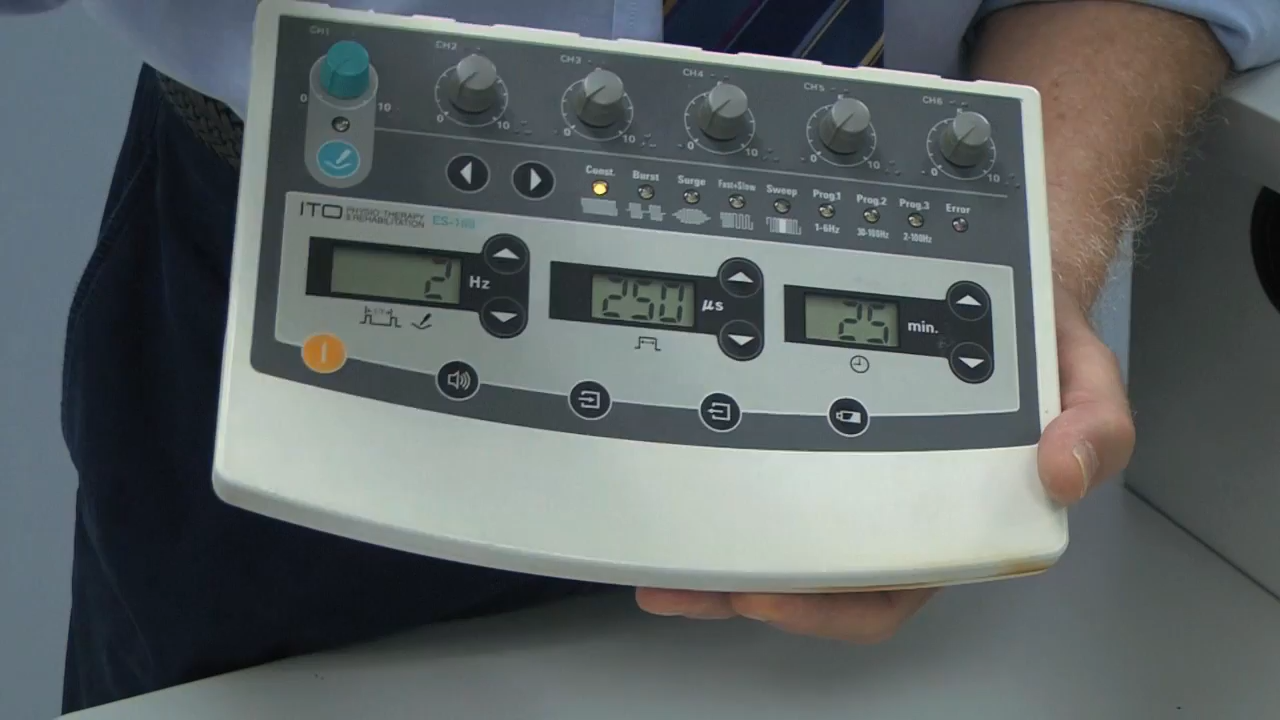 CH1 CH2 CH3 CH4 CH5 CH6
0 10 0 10 0 10 0 10 0 10 0 10
Const. Burst Surge Fast+Slow Sweep Prog1 Prog.2 Prog.3 Error
1-6Hz 30-100Hz 2-100Hz
ITO PHYSIO THERAPY
& REHABILITATION
2 Hz 250 µs 25 min.